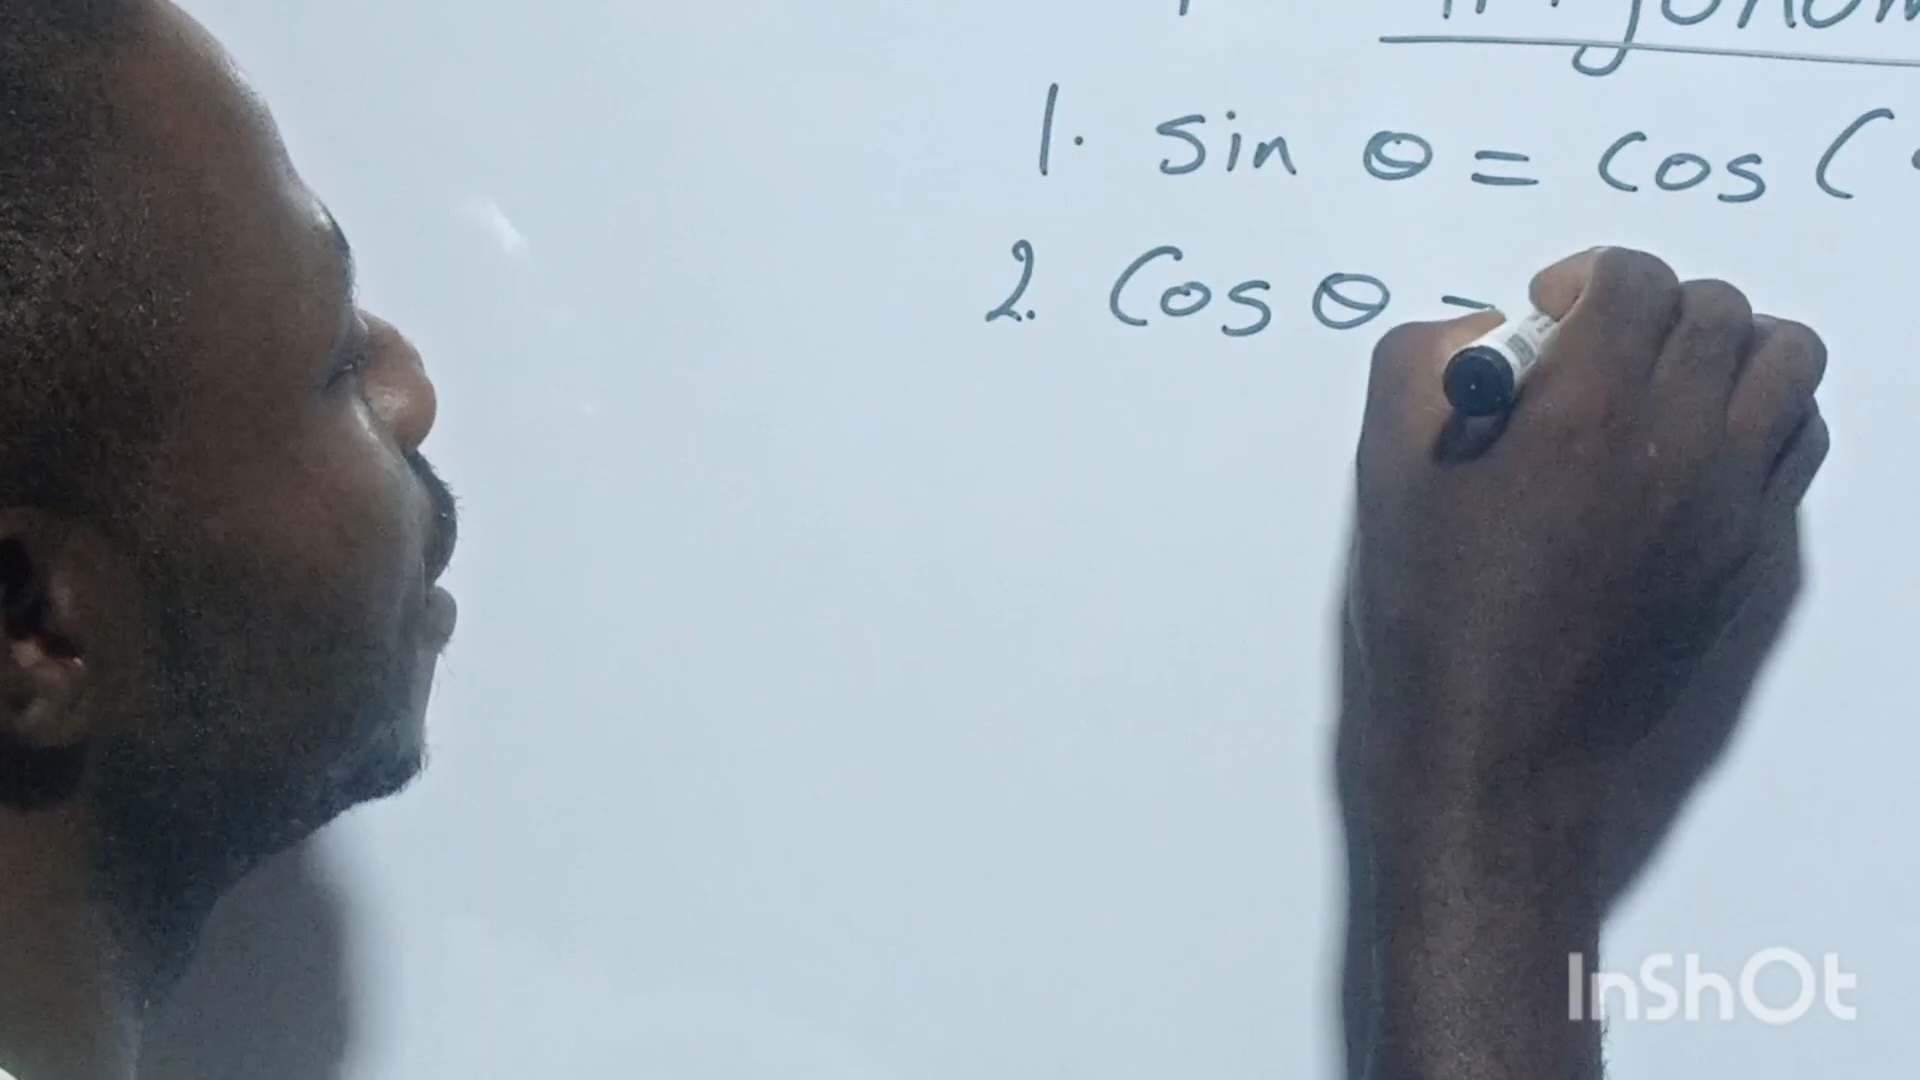 1. sin θ = cos (
2. cos θ =
InShOt